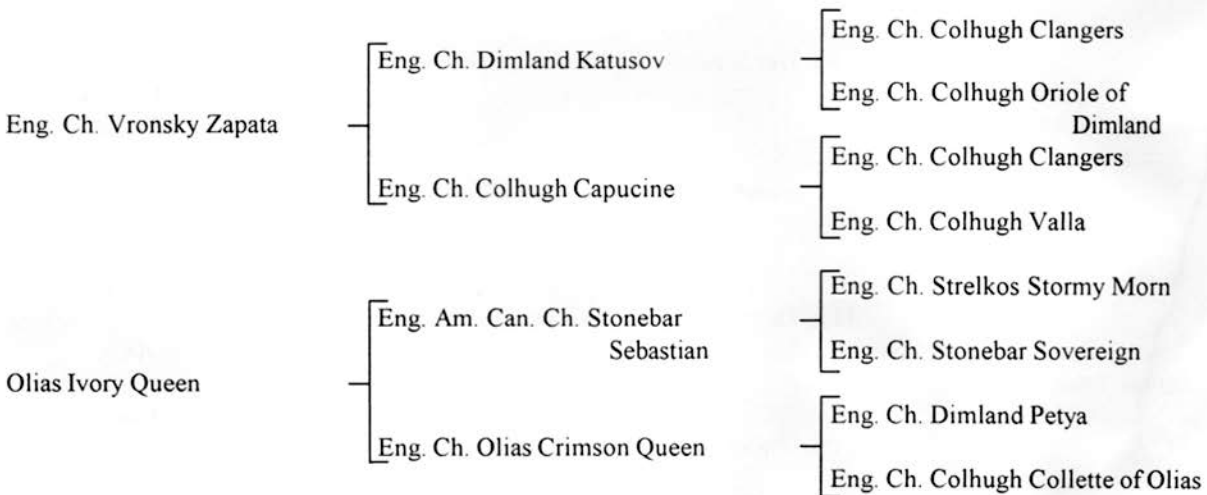 Eng. Ch. Colhugh Clangers
Eng. Ch. Dimland Katusov
Eng. Ch. Colhugh Oriole of
Dimland
Eng. Ch. Vronsky Zapata
Eng. Ch. Colhugh Clangers
Eng. Ch. Colhugh Capucine
Eng. Ch. Colhugh Valla
Eng. Ch. Strelkos Stormy Morn
Eng. Am. Can. Ch. Stonebar
Sebastian
Eng. Ch. Stonebar Sovereign
Olias Ivory Queen
Eng. Ch. Dimland Petya
Eng. Ch. Olias Crimson Queen
Eng. Ch. Colhugh Collette of Olias